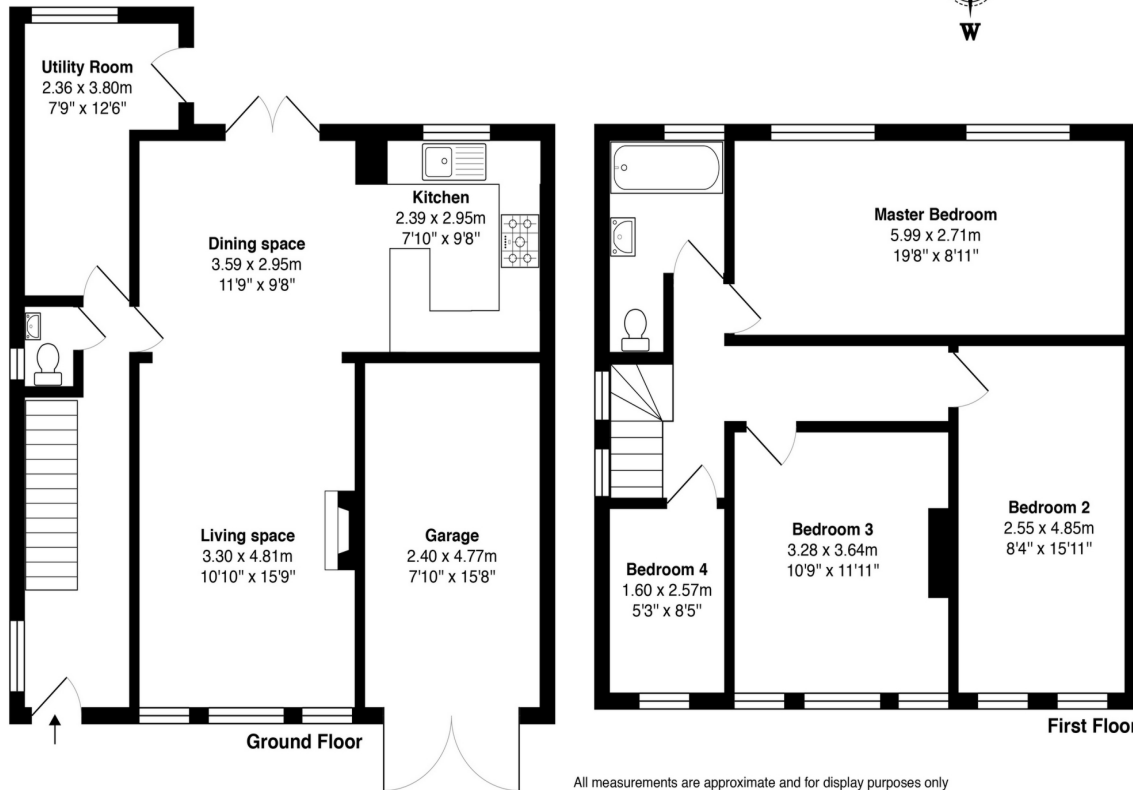 W
Utility Room
2.36 x 3.80m
7'9" x 12'6"
Dining space
3.59 x 2.95m
11'9" x 9'8"
Kitchen
2.39 x 2.95m
7'10" x 9'8"
Living space
3.30 x 4.81m
10'10" x 15'9"
Garage
2.40 x 4.77m
7'10" x 15'8"
Ground Floor
Master Bedroom
5.99 x 2.71m
19'8" x 8'11"
Bedroom 2
2.55 x 4.85m
8'4" x 15'11"
Bedroom 3
3.28 x 3.64m
10'9" x 11'11"
Bedroom 4
1.60 x 2.57m
5'3" x 8'5"
First Floor
All measurements are approximate and for display purposes only